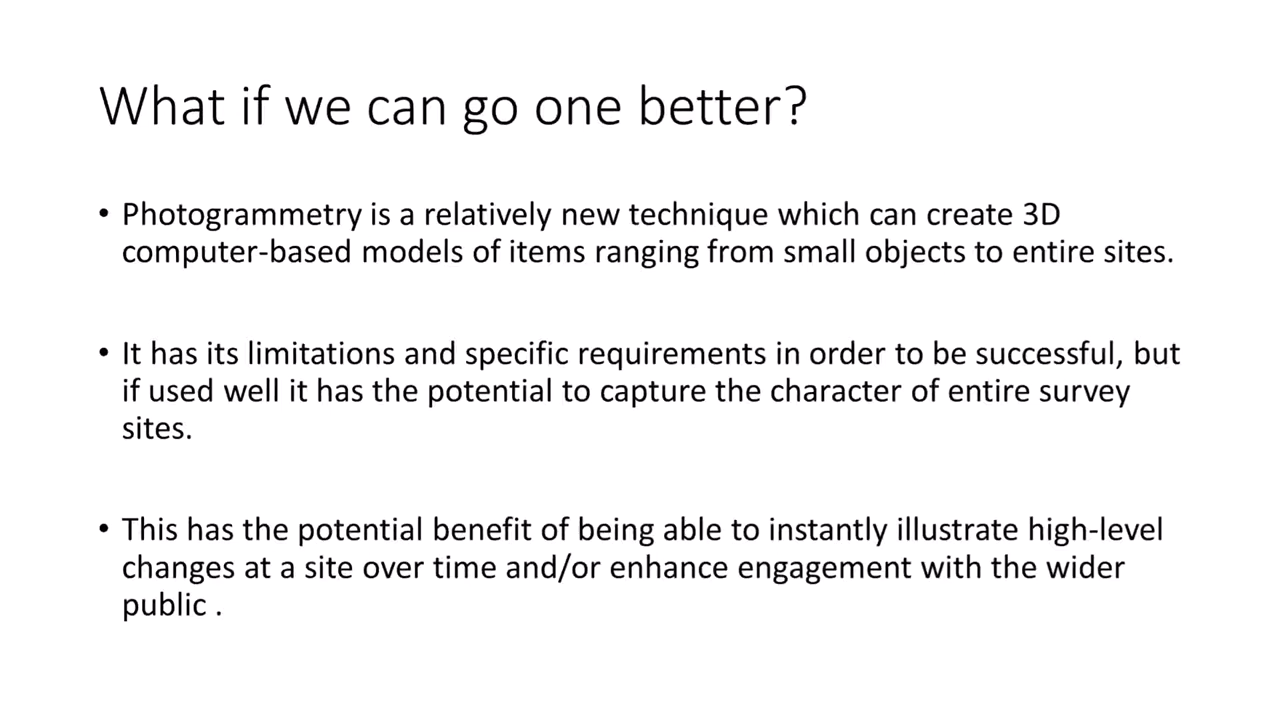 What if we can go one better?
• Photogrammetry is a relatively new technique which can create 3D
computer-based models of items ranging from small objects to entire sites.
• It has its limitations and specific requirements in order to be successful, but
if used well it has the potential to capture the character of entire survey
sites.
• This has the potential benefit of being able to instantly illustrate high-level
changes at a site over time and/or enhance engagement with the wider
public .